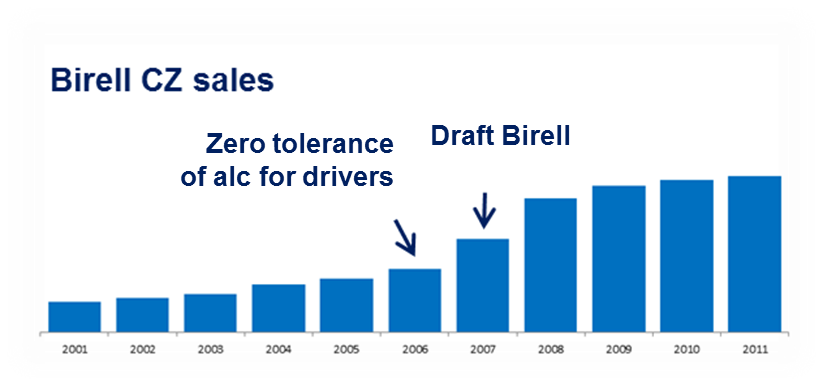 Birell CZ sales
Zero tolerance
of alc for drivers
Draft Birell
2001 2002 2003 2004 2005 2006 2007 2008 2009 2010 2011